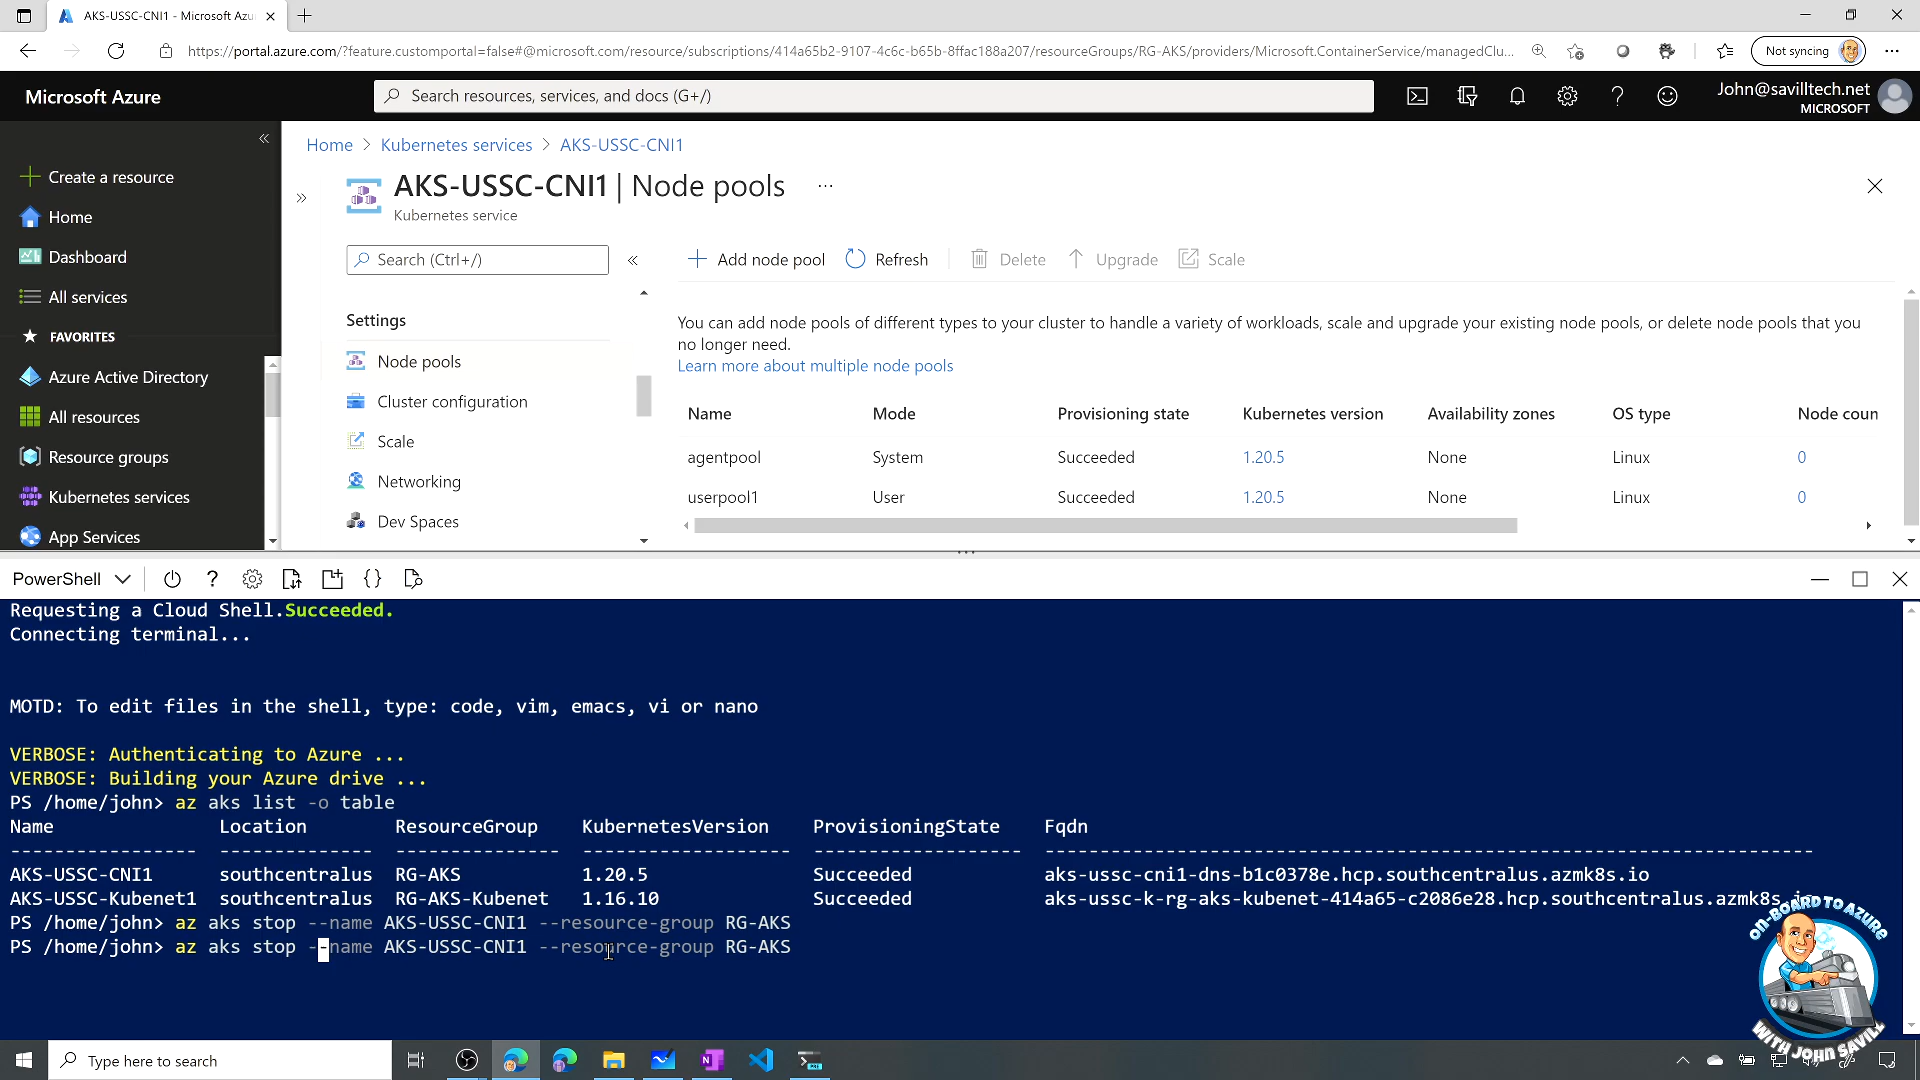 AKS-USSC-CNI1 - Microsoft Azu
https://portal.azure.com/?feature.customportal=false#@microsoft.com/resource/subscriptions/414a65b2-9107-4c6c-b65b-8ffac188a207/resourceGroups/RG-AKS/providers/Microsoft.ContainerService/managedClu...
Not syncing
Microsoft Azure
Search resources, services, and docs (G+/)
John@savilltech.net
MICROSOFT
Create a resource
Home
Dashboard
All services
FAVORITES
Azure Active Directory
All resources
Resource groups
Kubernetes services
App Services
Home > Kubernetes services > AKS-USSC-CNI1
AKS-USSC-CNI1 | Node pools ...
Kubernetes service
Search (Ctrl+/)
Settings
Node pools
Cluster configuration
Scale
Networking
Dev Spaces
Add node pool Refresh Delete Upgrade Scale
You can add node pools of different types to your cluster to handle a variety of workloads, scale and upgrade your existing node pools, or delete node pools that you
no longer need.
Learn more about multiple node pools
Name Mode Provisioning state Kubernetes version Availability zones OS type Node coun
agentpool System Succeeded 1.20.5 None Linux 0
userpool1 User Succeeded 1.20.5 None Linux 0
PowerShell
Requesting a Cloud Shell.Succeeded.
Connecting terminal...
MOTD: To edit files in the shell, type: code, vim, emacs, vi or nano
VERBOSE: Authenticating to Azure ...
VERBOSE: Building your Azure drive ...
PS /home/john> az aks list -o table
Name Location ResourceGroup KubernetesVersion ProvisioningState Fqdn
AKS-USSC-CNI1 southcentralus RG-AKS 1.20.5 Succeeded aks-ussc-cni1-dns-b1c0378e.hcp.southcentralus.azmk8s.io
AKS-USSC-Kubenet1 southcentralus RG-AKS-Kubenet 1.16.10 Succeeded aks-ussc-k-rg-aks-kubenet-414a65-c2086e28.hcp.southcentralus.azmk8s.io
PS /home/john> az aks stop --name AKS-USSC-CNI1 --resource-group RG-AKS
PS /home/john> az aks stop --name AKS-USSC-CNI1 --resource-group RG-AKS
ON-BOARD TO AZURE
WITH JOHN SAVILL
Type here to search